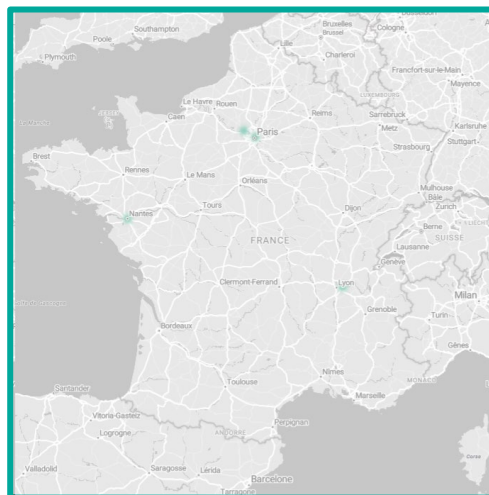 Southampton
Poole
Plymouth
Bruxelles
Brussel
Cologne
Lille
Charleroi
Francfort-sur-le-Main
Mayence
LUXEMBOURG
Le Havre
Rouen
Caen
Reims
Sarrebruck
Metz
Karlsruhe
Paris
Strasbourg
Stuttgart
Brest
Rennes
Le Mans
Orléans
Mulhouse
Bâle
Zurich
Nantes
Tours
Dijon
Berne
SUISSE
Lausanne
FRANCE
Genève
Clermont-Ferrand
Lyon
Milan
Grenoble
Turin
Bordeaux
Gênes
Nîmes
MONACO
Toulouse
Marseille
Santander
Vitoria-Gasteiz
Perpignan
ANDORRE
Logrogne
Corse
Valladolid
Saragosse
Lérida
Barcelone
Tarragone